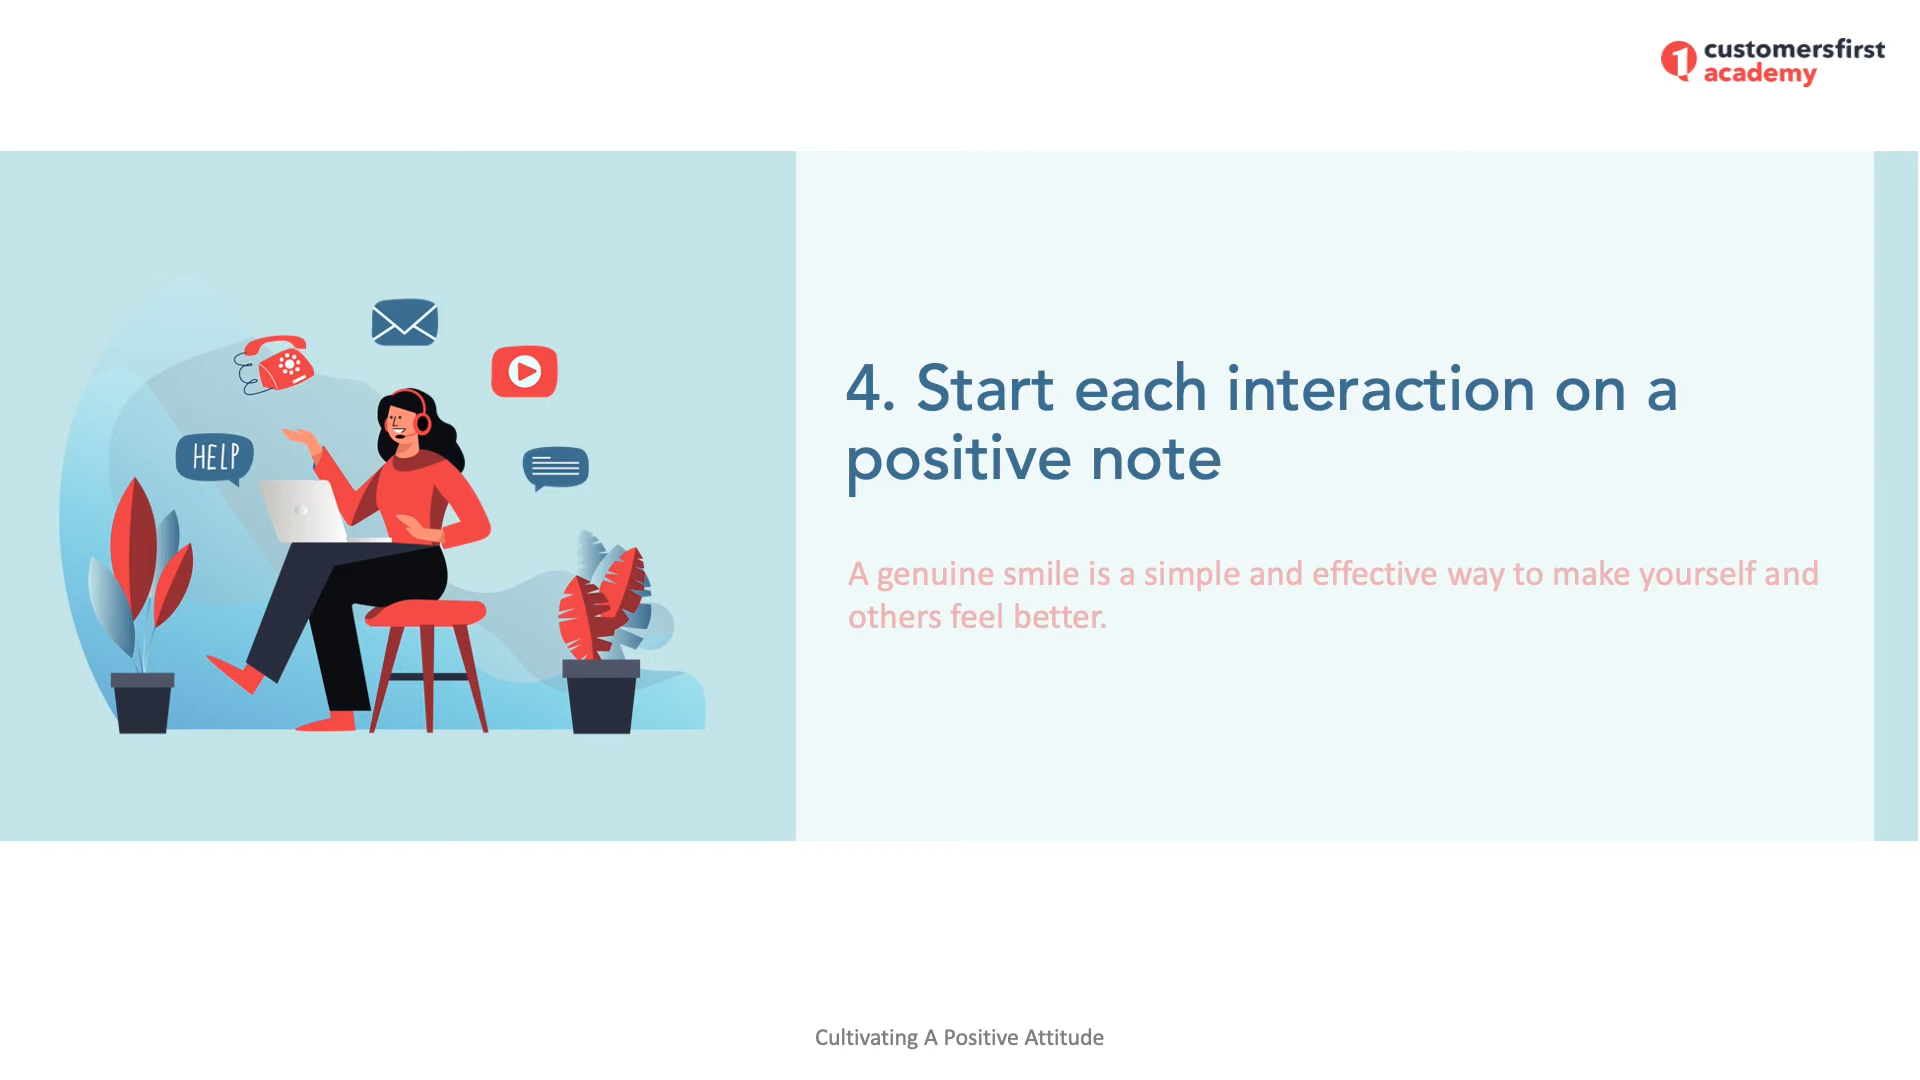 customersfirst
academy
HELP
4. Start each interaction on a
positive note
A genuine smile is a simple and effective way to make yourself and
others feel better.
Cultivating A Positive Attitude